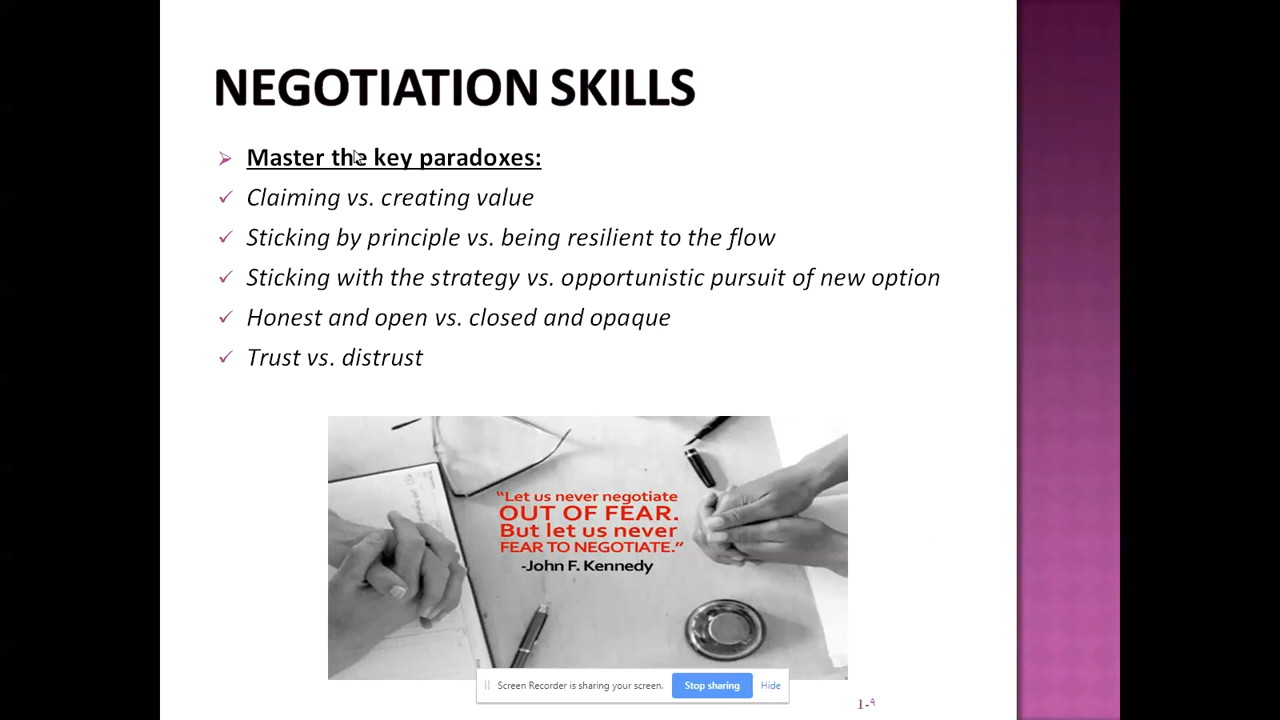 NEGOTIATION SKILLS
Master the key paradoxes:
Claiming vs. creating value
Sticking by principle vs. being resilient to the flow
Sticking with the strategy vs. opportunistic pursuit of new option
Honest and open vs. closed and opaque
Trust vs. distrust
“Let us never negotiate
OUT OF FEAR.
But let us never
FEAR TO NEGOTIATE.”
-John F. Kennedy
Screen Recorder is sharing your screen. Stop sharing Hide
1-٩